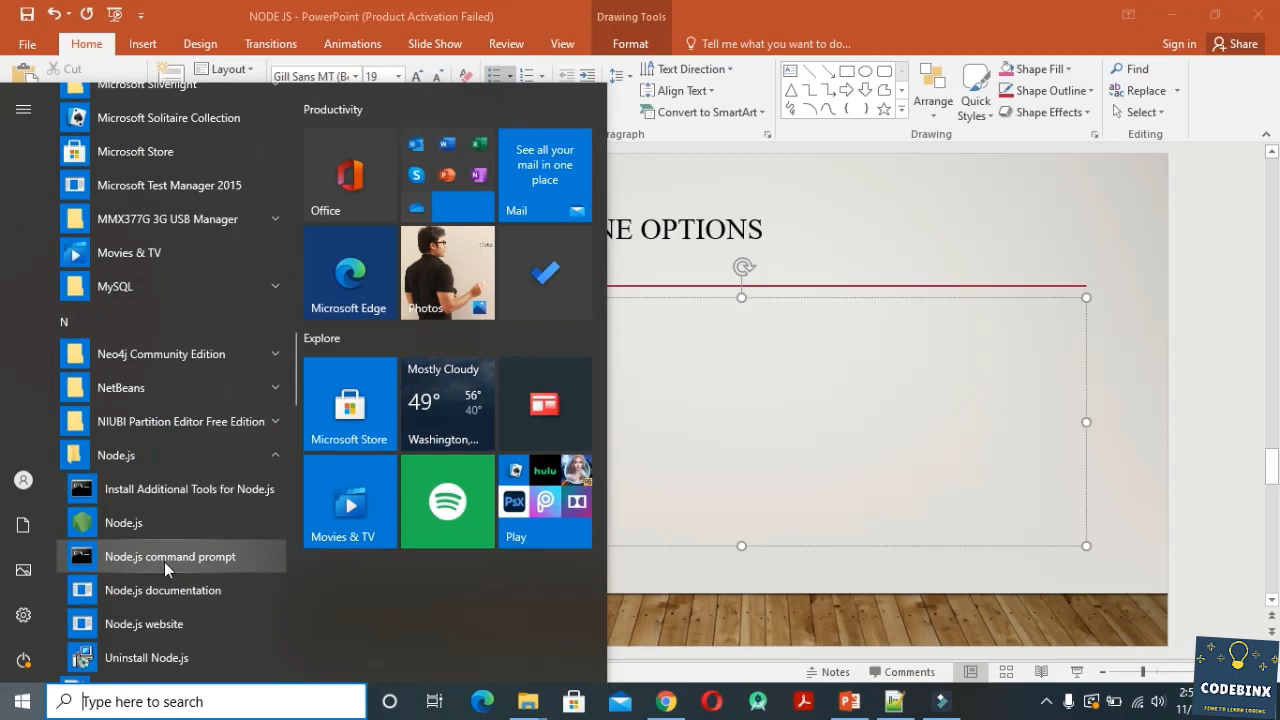 NODE JS - PowerPoint (Product Activation Failed)
Drawing Tools
File
Home
Insert
Design
Transitions
Animations
Slide Show
Review
View
Format
Tell me what you want to do...
Sign in
Share
Cut
Layout
Gill Sans MT (B
19
Text Direction
Align Text
Convert to SmartArt
Arrange
Quick
Styles
Shape Fill
Shape Outline
Shape Effects
Find
Replace
Select
Drawing
Editing
Microsoft Silverlight
Microsoft Solitaire Collection
Microsoft Store
Microsoft Test Manager 2015
MMX377G 3G USB Manager
Movies & TV
MySQL
N
Neo4j Community Edition
NetBeans
NIUBI Partition Editor Free Edition
Node.js
Install Additional Tools for Node.js
Node.js
Node.js command prompt
Node.js documentation
Node.js website
Uninstall Node.js
Productivity
Office
See all your
mail in one
place
Mail
Microsoft Edge
Photos
Explore
Microsoft Store
Mostly Cloudy
49°
56°
40°
Washington,...
Movies & TV
hulu
PsX
Play
OPTIONS
Notes
Comments
Type here to search
CODEBINX
TIME TO LEARN CODING